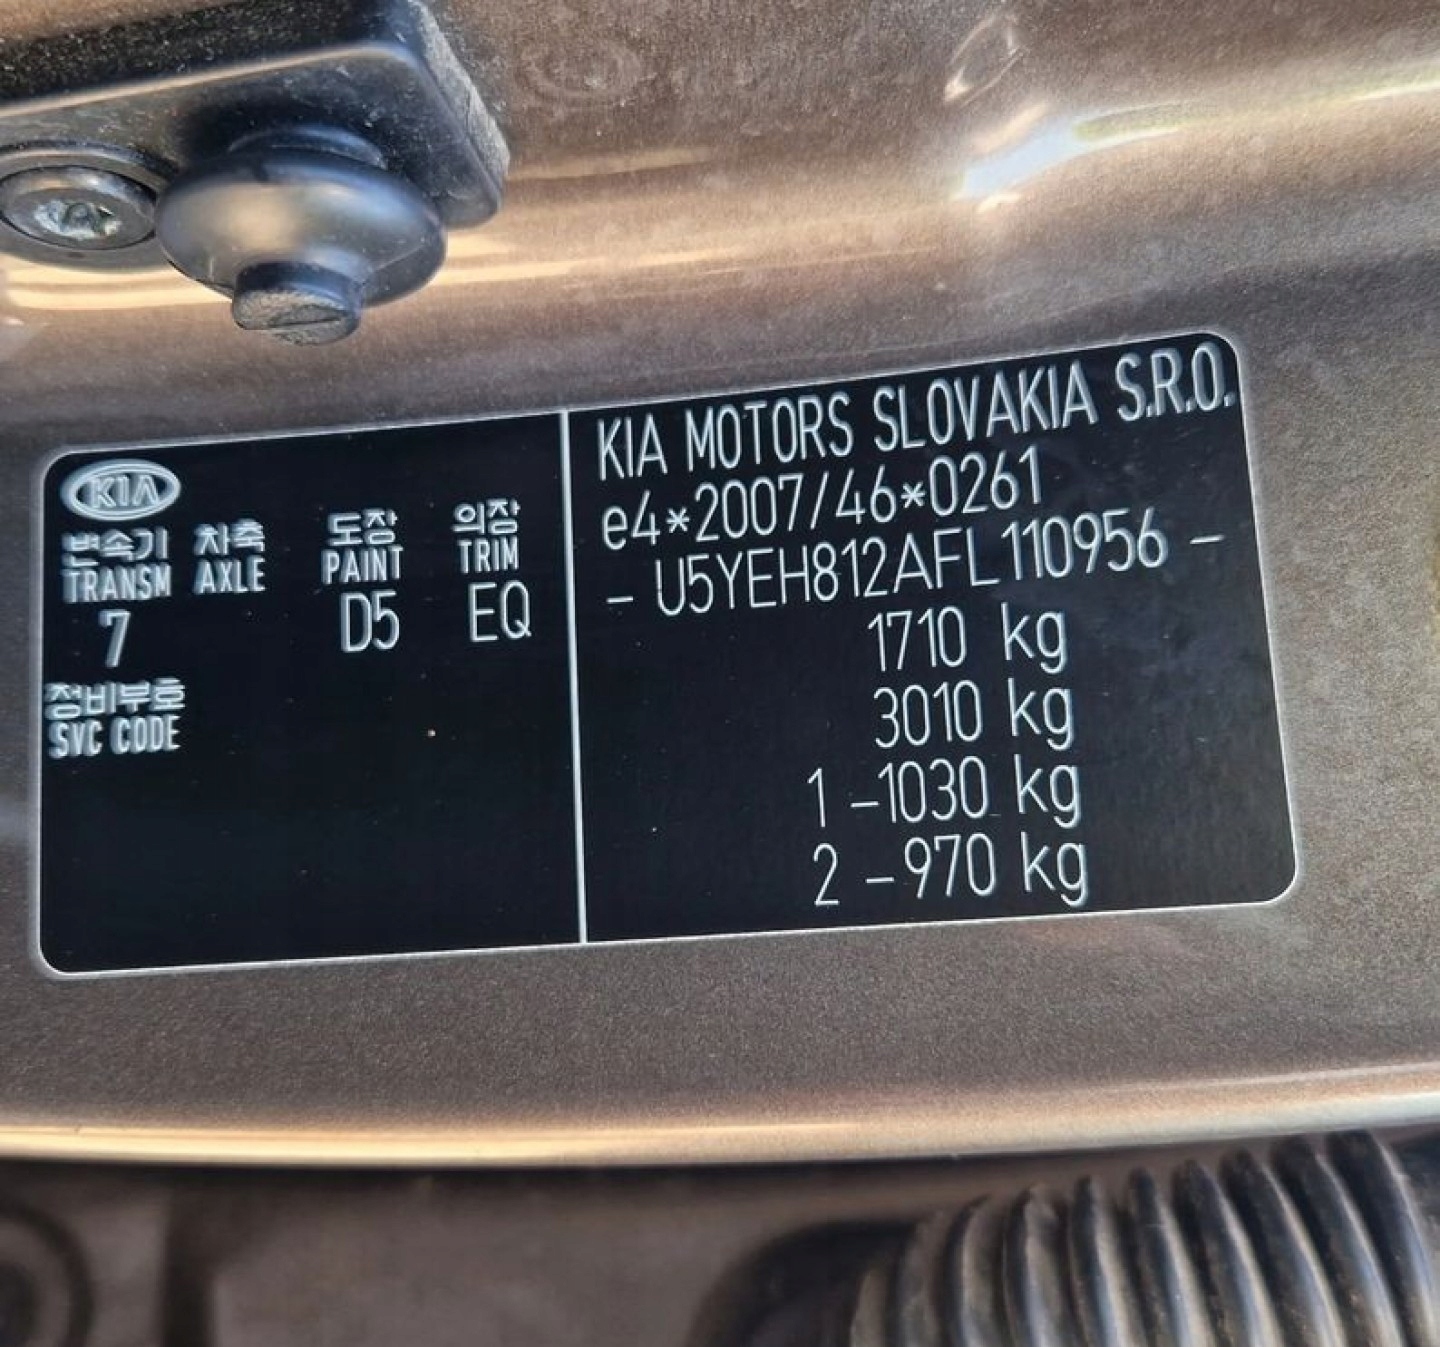 KIA
변속기 차축 도장 의장
TRANSM AXLE PAINT TRIM
7 D5 EQ
정비부호
SVC CODE
KIA MOTORS SLOVAKIA S.R.O.
e4*2007/46*0261
- U5YEH812AFL110956 -
1710 kg
3010 kg
1 -1030 kg
2 -970 kg